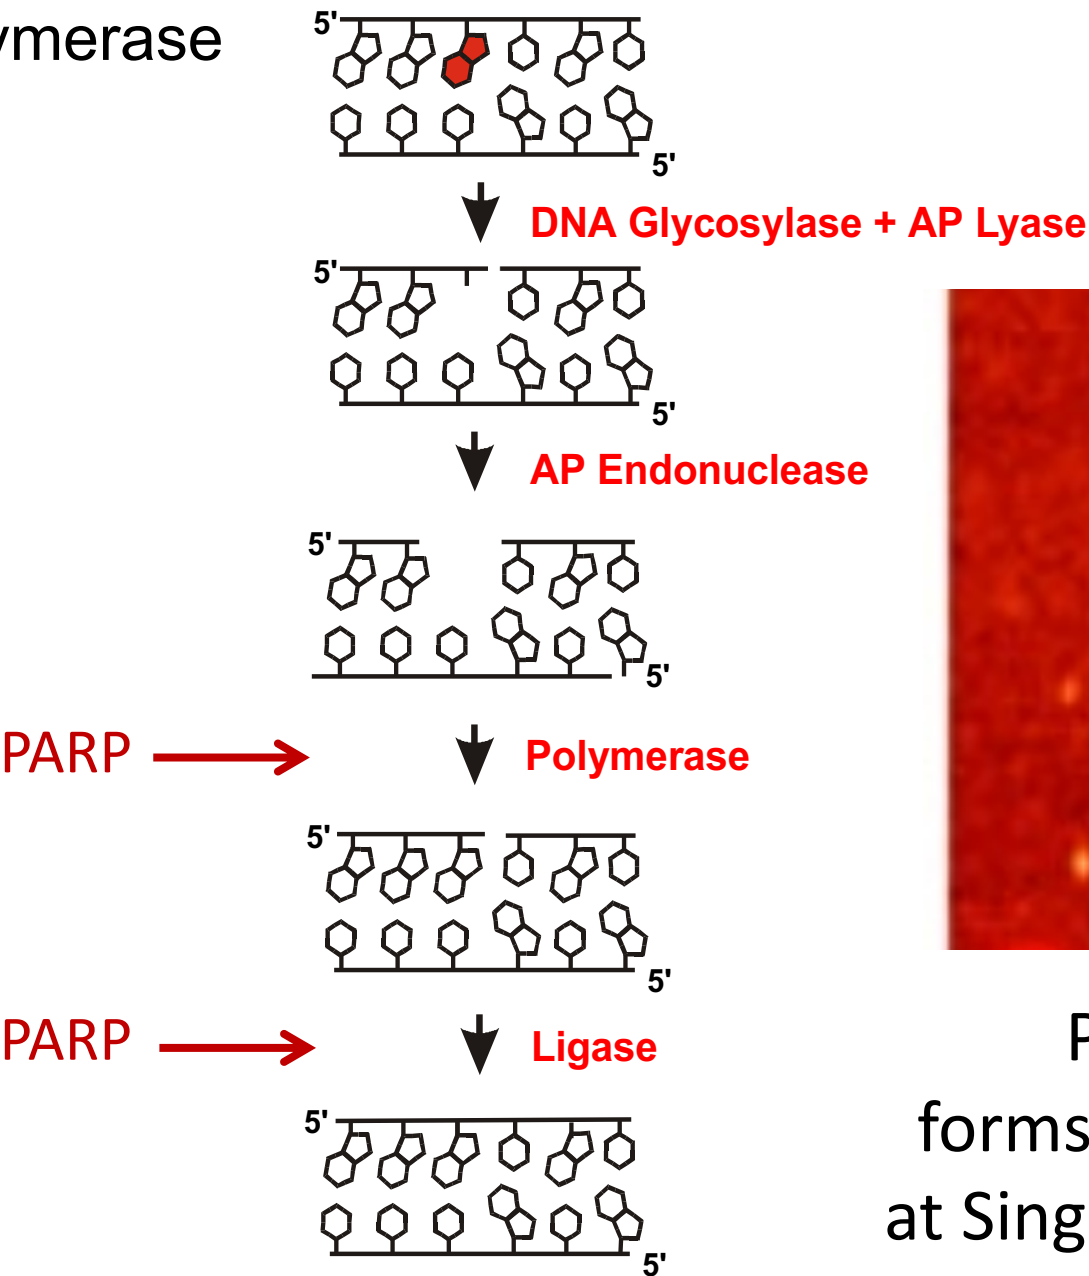 ymerase
5'
5'
DNA Glycosylase + AP Lyase
5'
5'
AP Endonuclease
5'
5'
PARP
Polymerase
5'
5'
PARP
Ligase
P
forms
5'
at Sing
5'